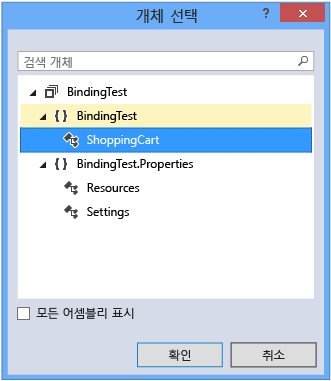 개체 선택
?
검색 개체
BindingTest
{ } BindingTest
ShoppingCart
{ } BindingTest.Properties
Resources
Settings
모든 어셈블리 표시
확인
취소